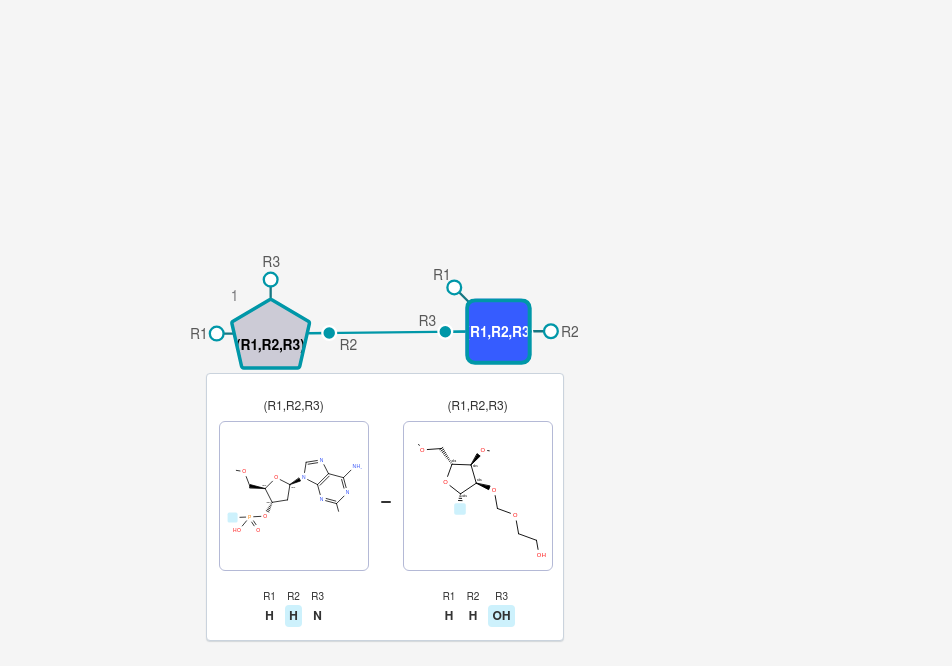 R3
R1
1
R3
R1
(R1,R2,R3)
R2
R1,R2,R3
R2
(R1,R2,R3)
(R1,R2,R3)
O
O
N
N
NH
N
N
O
P
HO
O
O
O
O
O
O
OH
R1 R2 R3
H H N
R1 R2 R3
H H OH